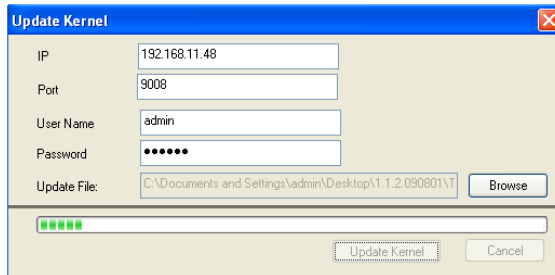 Update Kernel
IP 192.168.11.48
Port 9008
User Name admin
Password ••••••
Update File: C:\Documents and Settings\admin\Desktop\1.1.2.090801\T Browse
Update Kernel Cancel